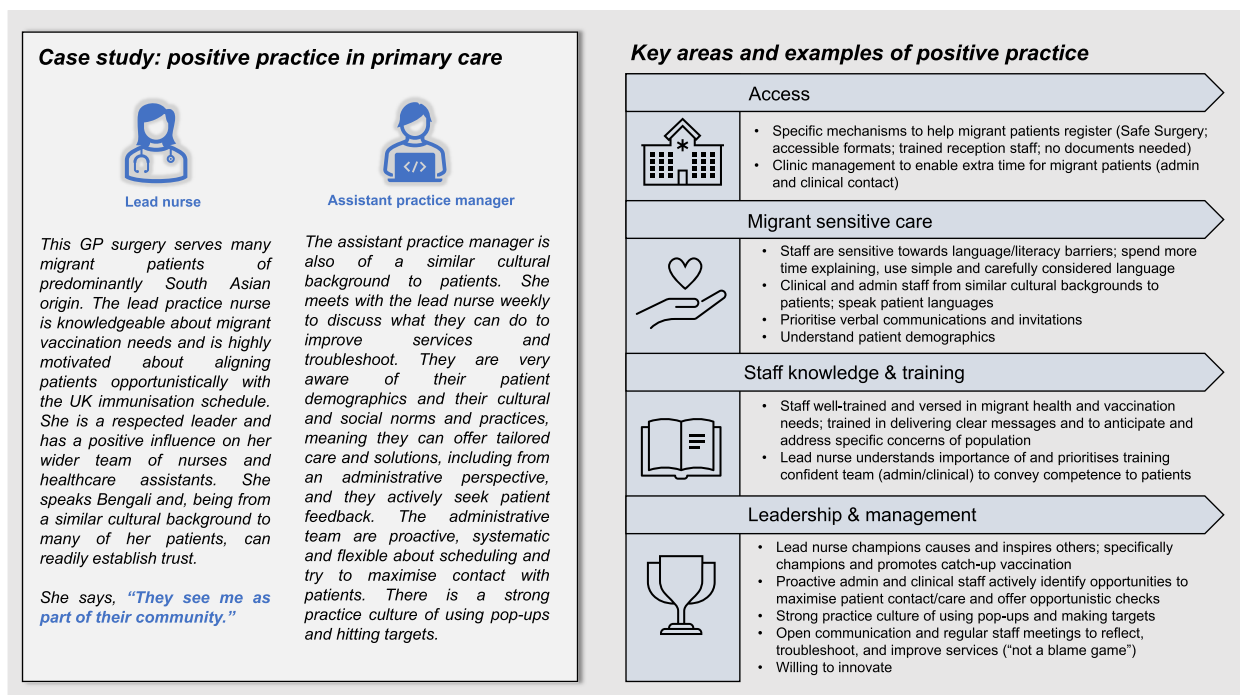 Case study: positive practice in primary care
</>
Lead nurse
Assistant practice manager
This GP surgery serves many
migrant patients of
predominantly South Asian
origin. The lead practice nurse
is knowledgeable about migrant
vaccination needs and is highly
motivated about aligning
patients opportunistically with
the UK immunisation schedule.
She is a respected leader and
has a positive influence on her
wider team of nurses and
healthcare assistants. She
speaks Bengali and, being from
a similar cultural background to
many of her patients, can
readily establish trust.
She says, “They see me as
part of their community.”
The assistant practice manager is
also of a similar cultural
background to patients. She
meets with the lead nurse weekly
to discuss what they can do to
improve services and
troubleshoot. They are very
aware of their patient
demographics and their cultural
and social norms and practices,
meaning they can offer tailored
care and solutions, including from
an administrative perspective,
and they actively seek patient
feedback. The administrative
team are proactive, systematic
and flexible about scheduling and
try to maximise contact with
patients. There is a strong
practice culture of using pop-ups
and hitting targets.
Key areas and examples of positive practice
Access
• Specific mechanisms to help migrant patients register (Safe Surgery;
accessible formats; trained reception staff; no documents needed)
• Clinic management to enable extra time for migrant patients (admin
and clinical contact)
Migrant sensitive care
• Staff are sensitive towards language/literacy barriers; spend more
time explaining, use simple and carefully considered language
• Clinical and admin staff from similar cultural backgrounds to
patients; speak patient languages
• Prioritise verbal communications and invitations
• Understand patient demographics
Staff knowledge & training
• Staff well-trained and versed in migrant health and vaccination
needs; trained in delivering clear messages and to anticipate and
address specific concerns of population
• Lead nurse understands importance of and prioritises training
confident team (admin/clinical) to convey competence to patients
Leadership & management
• Lead nurse champions causes and inspires others; specifically
champions and promotes catch-up vaccination
• Proactive admin and clinical staff actively identify opportunities to
maximise patient contact/care and offer opportunistic checks
• Strong practice culture of using pop-ups and making targets
• Open communication and regular staff meetings to reflect,
troubleshoot, and improve services (“not a blame game”)
• Willing to innovate